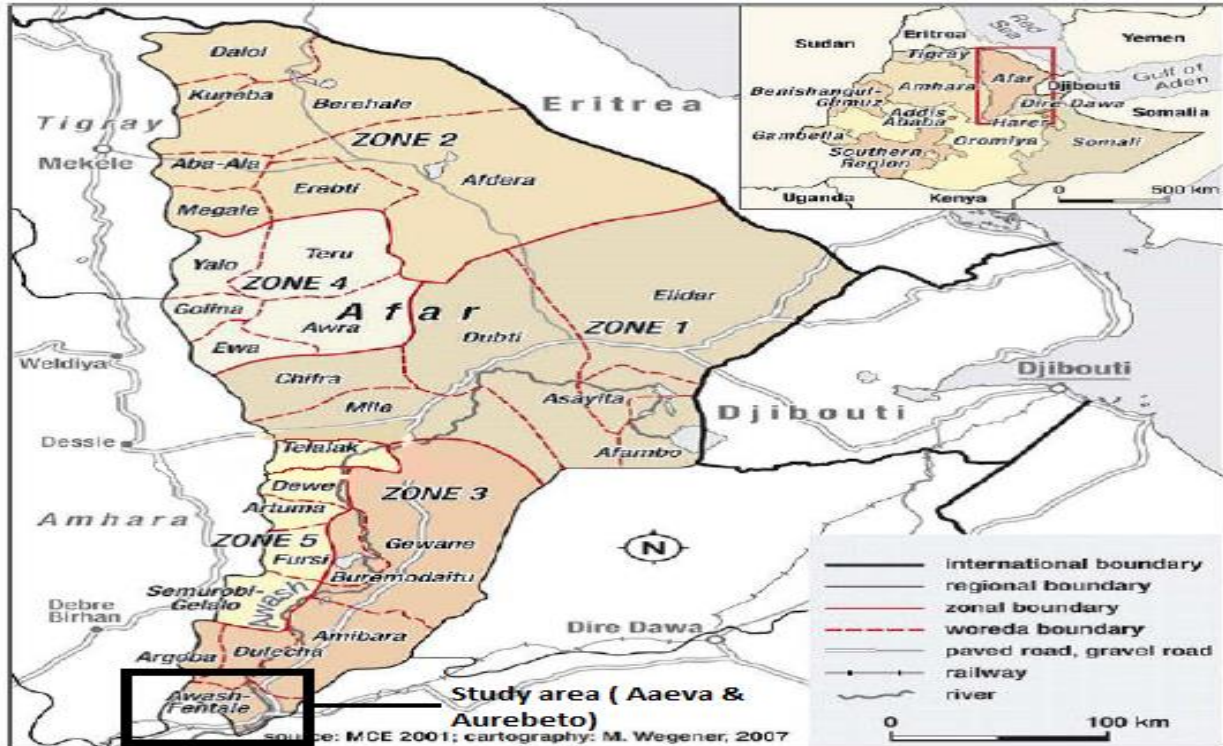 Dalol
Kuneba
Berehale
Eritrea
Tigray
Mekele
ZONE 2
Aba-Ala
Erebti
Afdera
Megale
Teru
Yalo
ZONE 4
Golina
Afar
Awra
Ewa
Elidar
ZONE 1
Dubti
Weldiya
Chifra
Mile
Asayita
Djibouti
Djibouti
Dessie
Telalak
Afambo
Dewe
ZONE 3
Artuma
Amhara
ZONE 5
Gewane
Fursi
Buremodaitu
Semurobi-
Gelalo
Awash
Debre
Birhan
Amibara
Dire Dawa
Argoba
Dulecha
Awash-
Fentale
Study area ( Aaeva &
Aurebeto)
source: MCE 2001; cartography: M. Wegener, 2007
N
Sudan
Eritrea
Red
Sea
Yemen
Tigray
Afar
Gulf of
Aden
Amhara
Djibouti
Benishangul-
Gmuz
Dire Dawa
Addis
Ababa
Harer
Somalia
Gambella
Oromiya
Somali
Southern
Region
Uganda
Kenya
0 500 km
international boundary
regional boundary
zonal boundary
woreda boundary
paved road, gravel road
railway
river
0 100 km